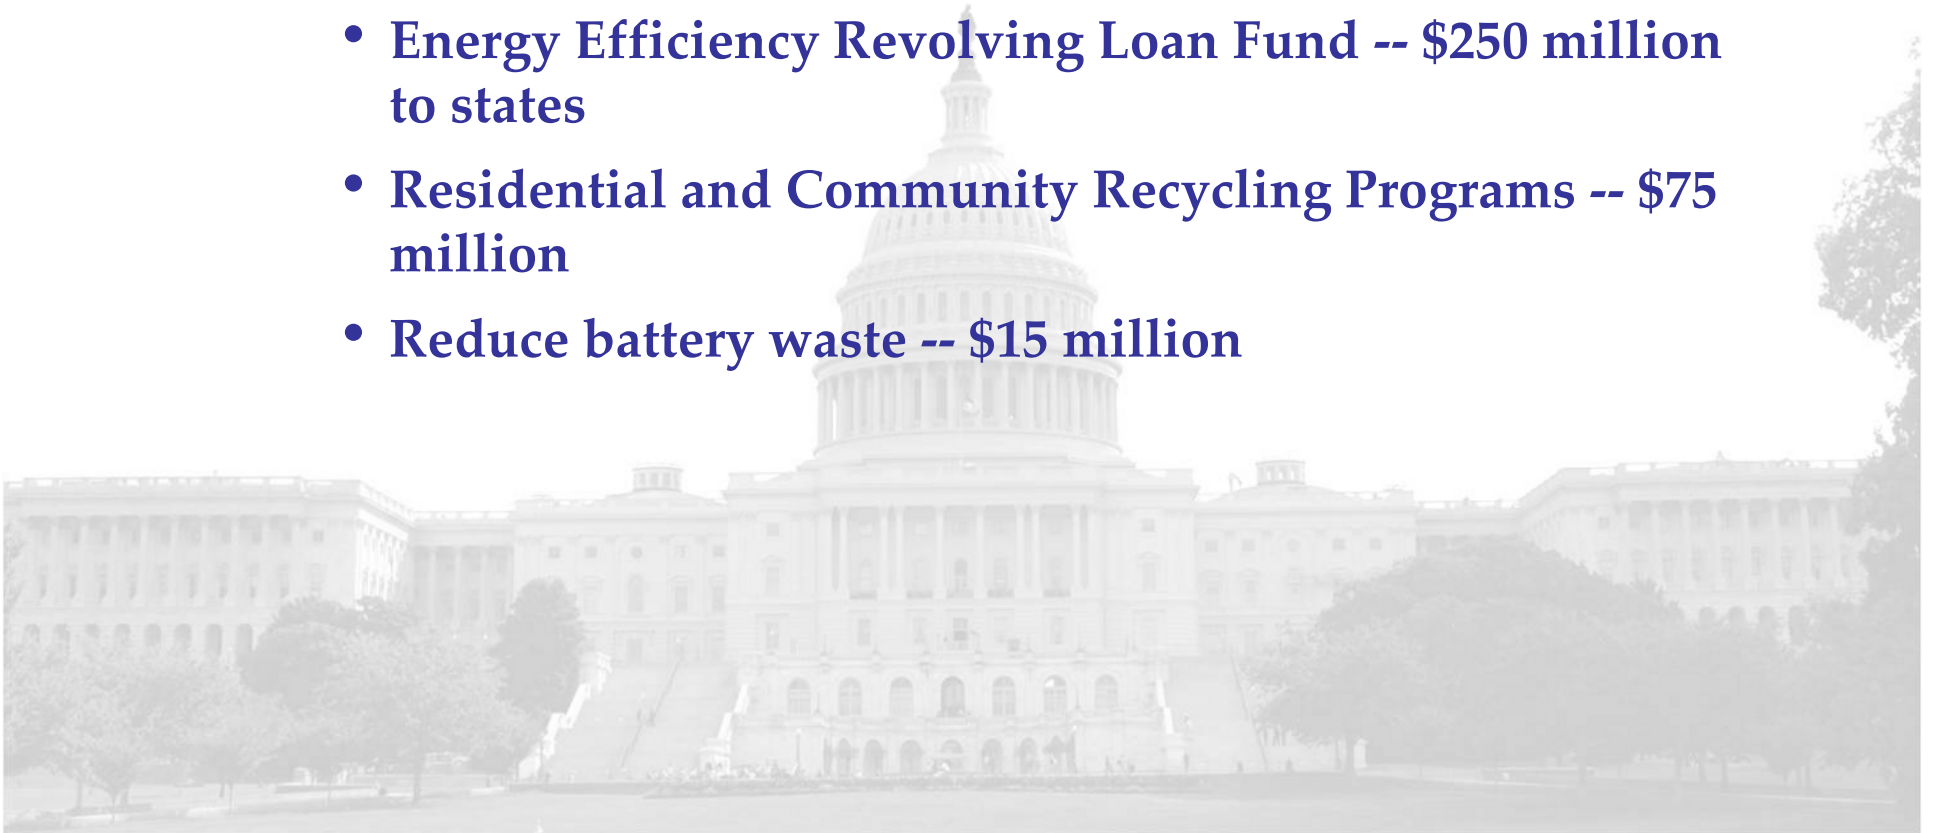 • Energy Efficiency Revolving Loan Fund -- $250 million
to states
• Residential and Community Recycling Programs -- $75
million
• Reduce battery waste -- $15 million